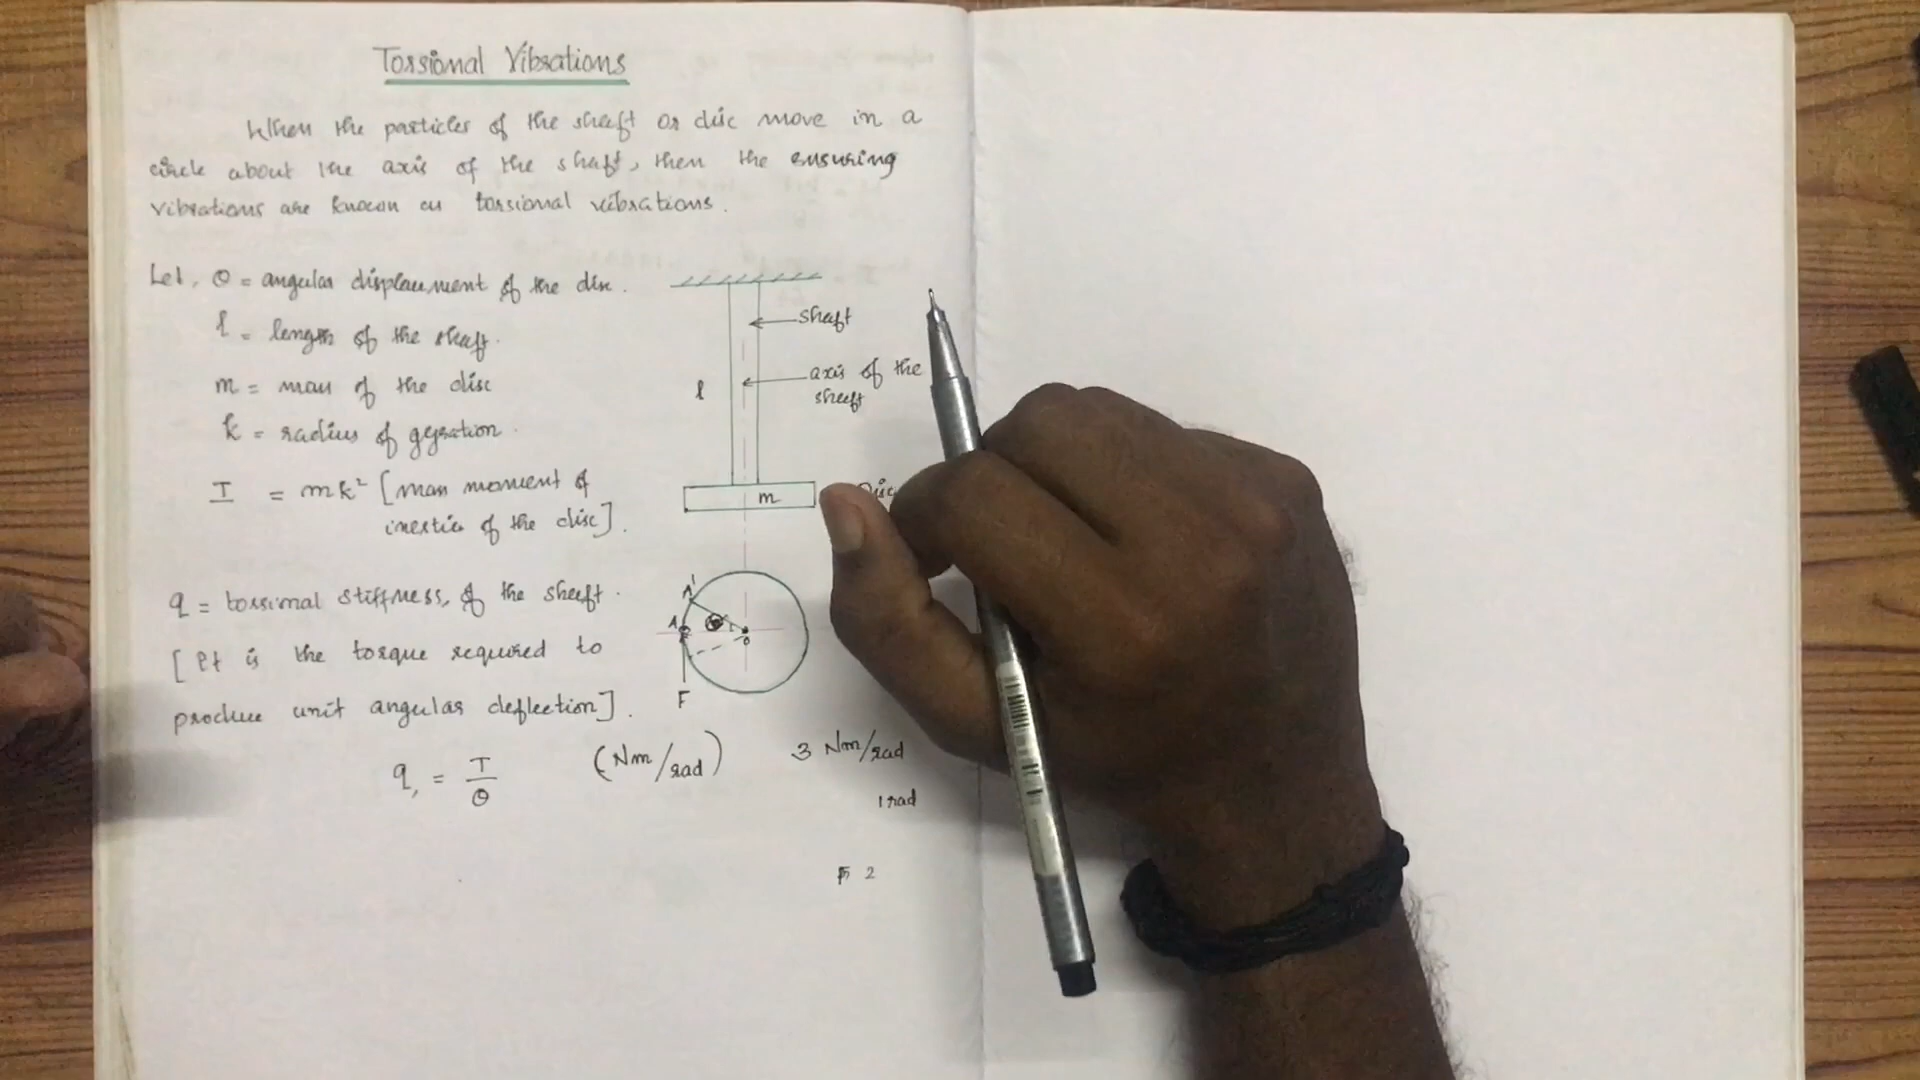 Torsional Vibrations
When the particles of the shaft or disc move in a
circle about the axis of the shaft, then the ensuring
vibrations are known as torsional vibrations.
Let, θ = angular displacement of the disc.
l = length of the shaft.
m = mass of the disc
k = radius of gyration.
I = mk² [mass moment of
inertia of the disc].
q = torsional stiffness, of the shaft.
[It is the torque required to
produce unit angular deflection].
q = T/θ (Nm/rad)
shaft
axis of the
shaft
l
m
Disc
A'
A
O
F
3 Nm/rad
1 rad
2